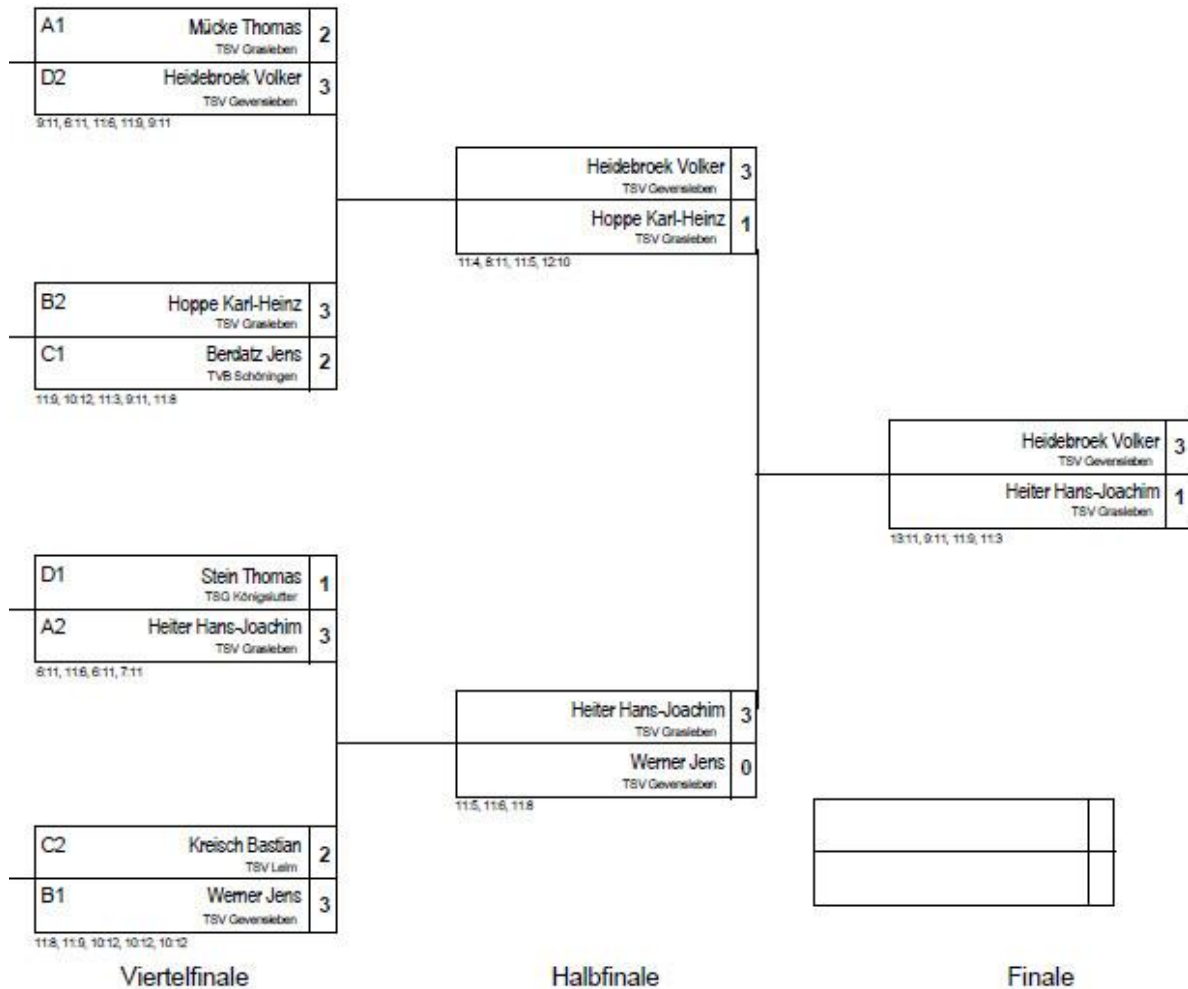 A1 Mücke Thomas 2
TSV Grasleben
D2 Heidebroek Volker 3
TSV Gevensleben
9:11, 6:11, 11:6, 11:9, 9:11
B2 Hoppe Karl-Heinz 3
TSV Grasleben
C1 Berdatz Jens 2
TVB Schöningen
11:9, 10:12, 11:3, 9:11, 11:8
D1 Stein Thomas 1
TSG Königslutter
A2 Heiter Hans-Joachim 3
TSV Grasleben
6:11, 11:6, 6:11, 7:11
C2 Kreisch Bastian 2
TSV Lelm
B1 Werner Jens 3
TSV Gevensleben
11:8, 11:9, 10:12, 10:12, 10:12
Viertelfinale
Heidebroek Volker 3
TSV Gevensleben
Hoppe Karl-Heinz 1
TSV Grasleben
11:4, 8:11, 11:5, 12:10
Heiter Hans-Joachim 3
TSV Grasleben
Werner Jens 0
TSV Gevensleben
11:5, 11:6, 11:8
Halbfinale
Heidebroek Volker 3
TSV Gevensleben
Heiter Hans-Joachim 1
TSV Grasleben
13:11, 9:11, 11:9, 11:3
Finale